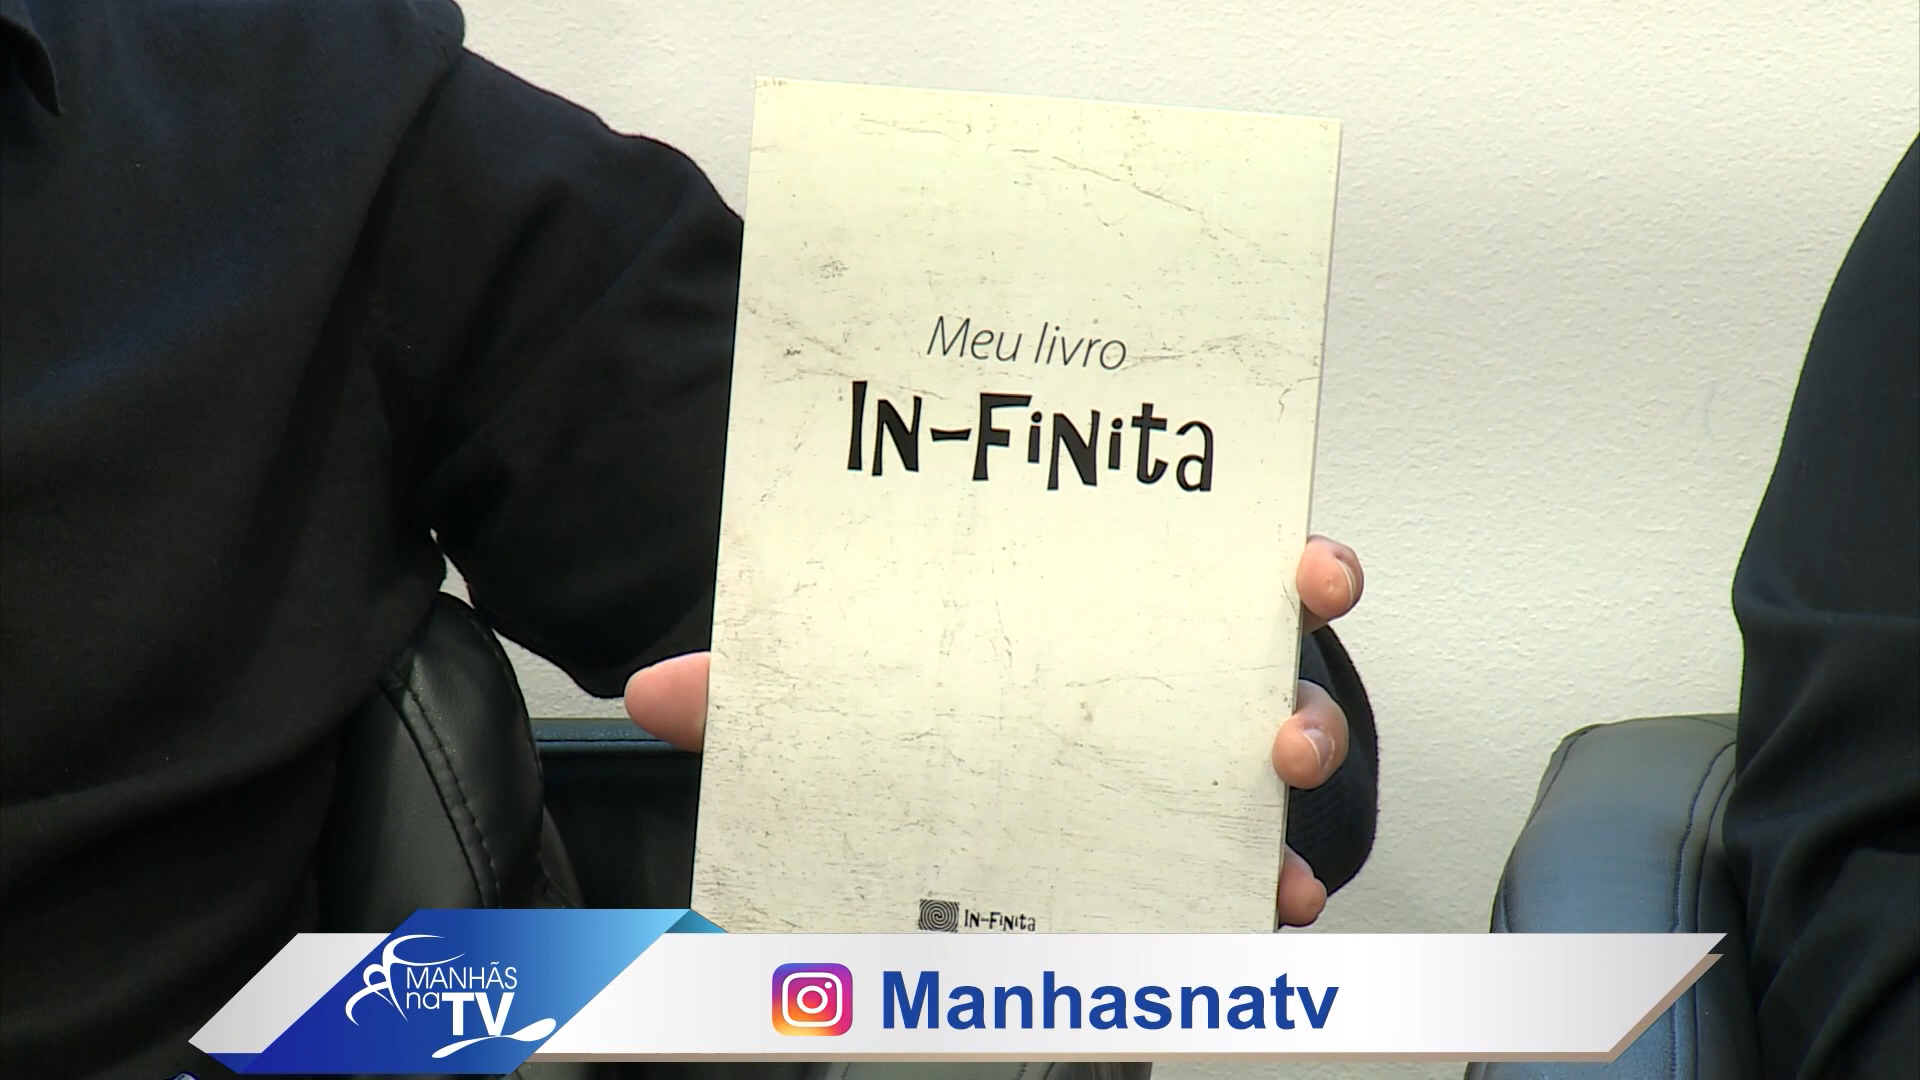 Meu livro
IN-FiNita
IN-FiNita
MANHÃS
na TV
Manhasnatv